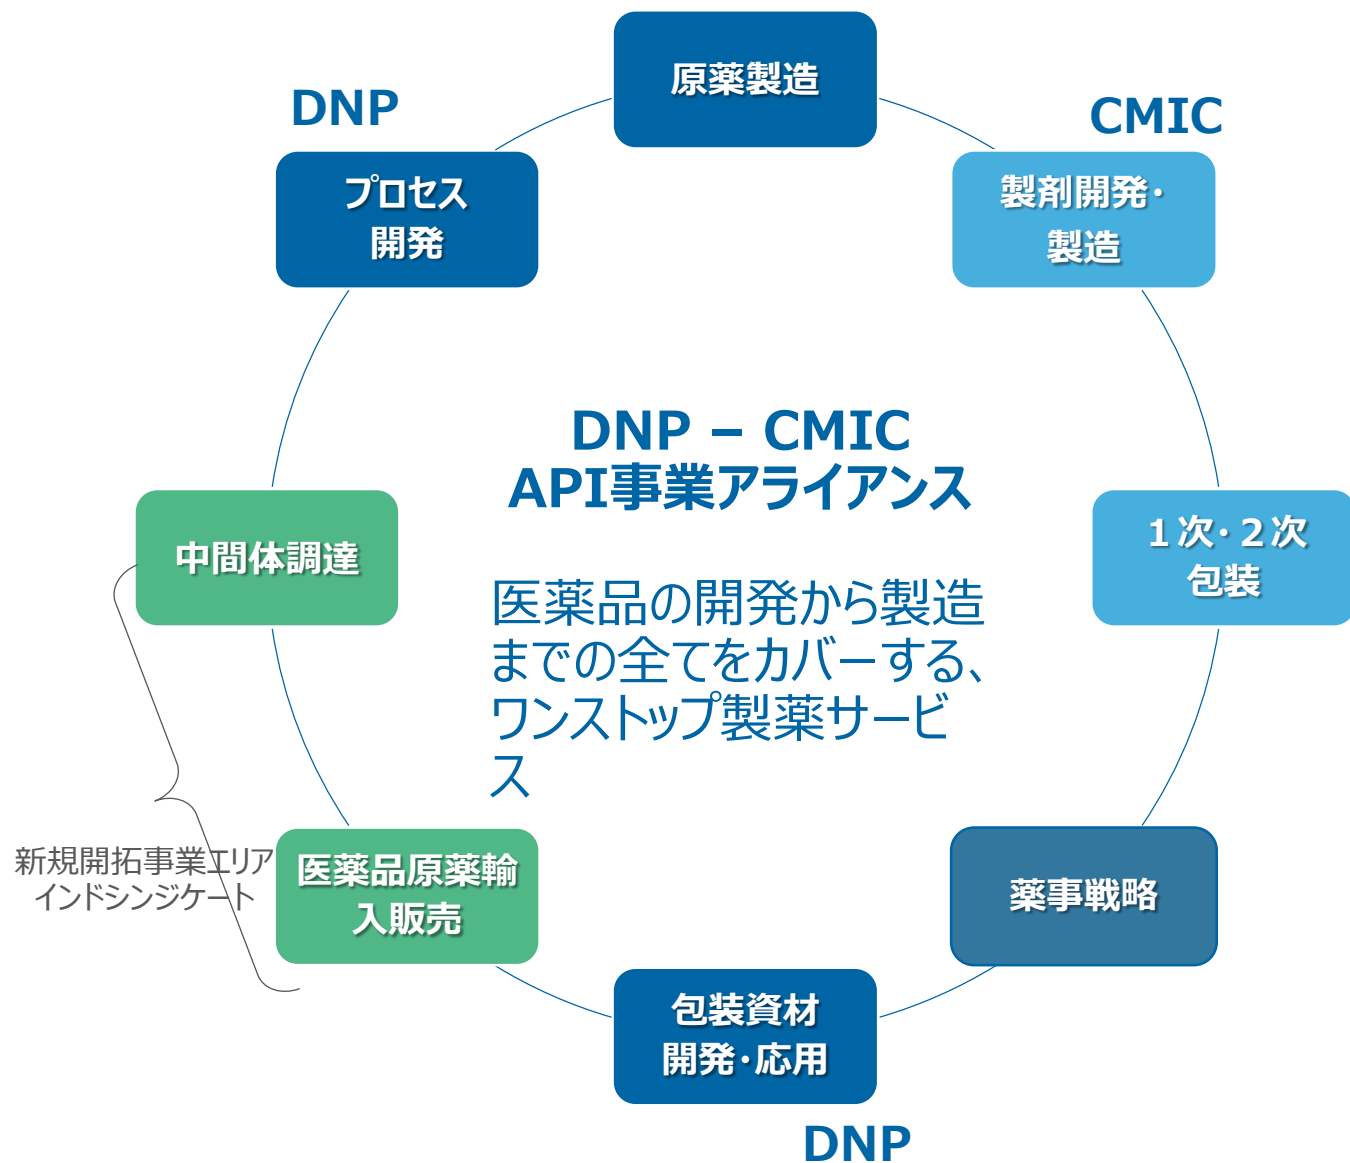 原薬製造
DNP
CMIC
プロセス
開発
製剤開発・
製造
DNP – CMIC
API事業アライアンス
中間体調達
１次・２次
包装
医薬品の開発から製造
までの全てをカバーする、
ワンストップ製薬サービ
ス
新規開拓事業エリア
インドシンジケート
医薬品原薬輸
入販売
薬事戦略
包装資材
開発・応用
DNP